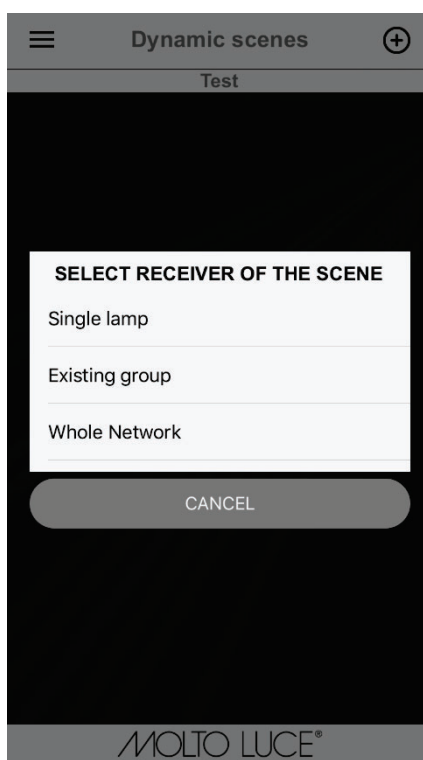 Dynamic scenes
Test
SELECT RECEIVER OF THE SCENE
Single lamp
Existing group
Whole Network
CANCEL
MOLTO LUCE®